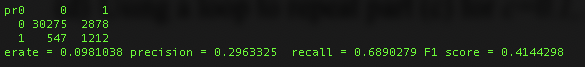 pr0 0 1
0 30275 2878
1 547 1212
erate = 0.0981038 precision = 0.2963325 recall = 0.6890279 F1 score = 0.4144298